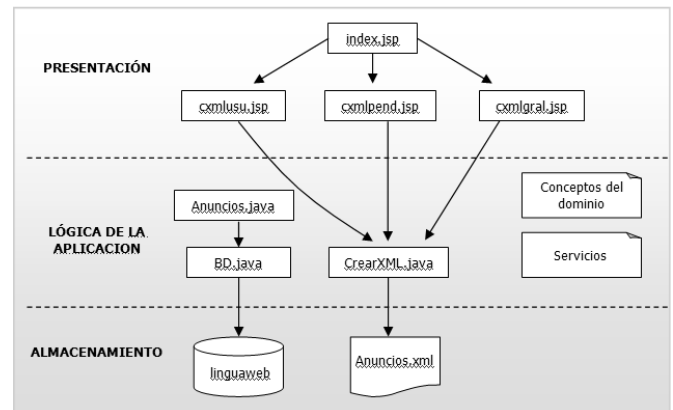 index.jsp
PRESENTACIÓN
cxmlusu.jsp
cxmlpend.jsp
cxmlgral.jsp
Conceptos del
dominio
Anuncios.java
LÓGICA DE LA
APLICACION
BD.java
CrearXML.java
Servicios
ALMACENAMIENTO
linguaweb
Anuncios.xml